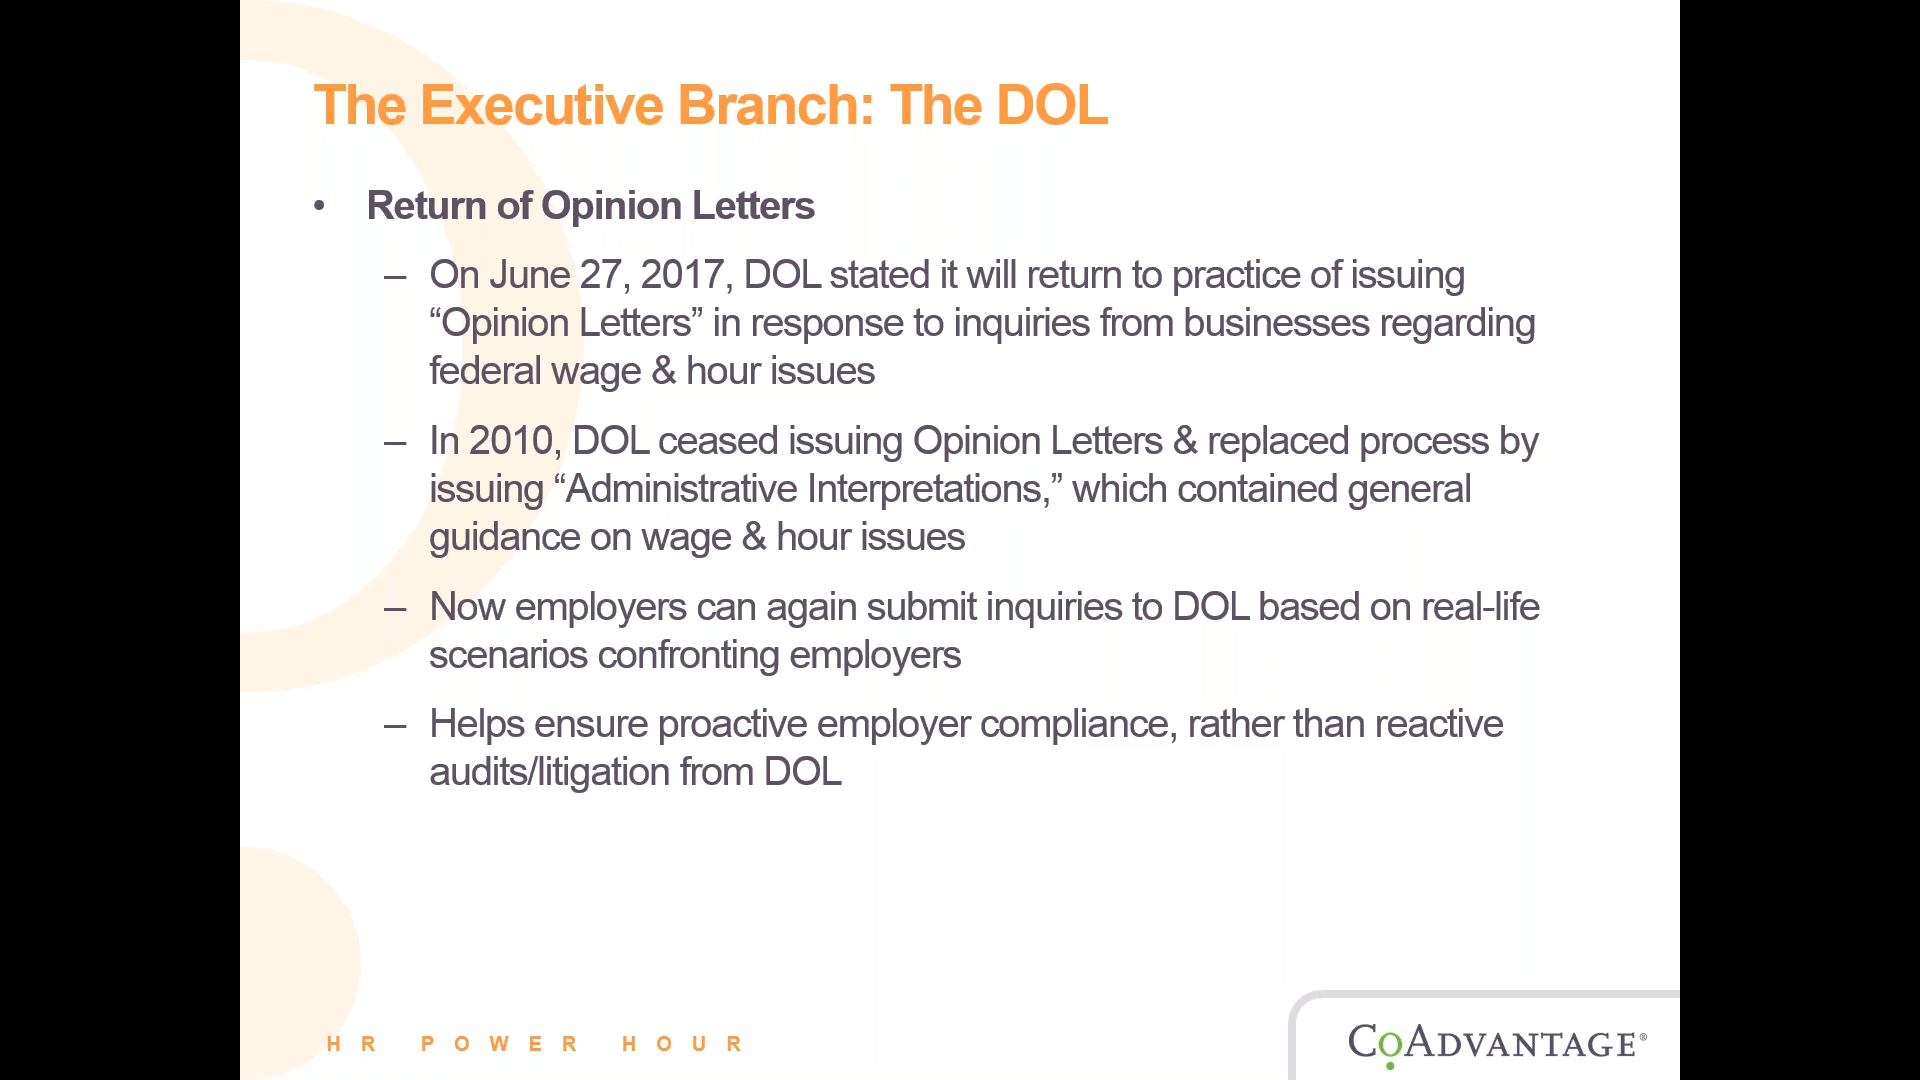 The Executive Branch: The DOL
• Return of Opinion Letters
– On June 27, 2017, DOL stated it will return to practice of issuing
“Opinion Letters” in response to inquiries from businesses regarding
federal wage & hour issues
– In 2010, DOL ceased issuing Opinion Letters & replaced process by
issuing “Administrative Interpretations,” which contained general
guidance on wage & hour issues
– Now employers can again submit inquiries to DOL based on real-life
scenarios confronting employers
– Helps ensure proactive employer compliance, rather than reactive
audits/litigation from DOL
HR POWER HOUR
CoAdvantage®